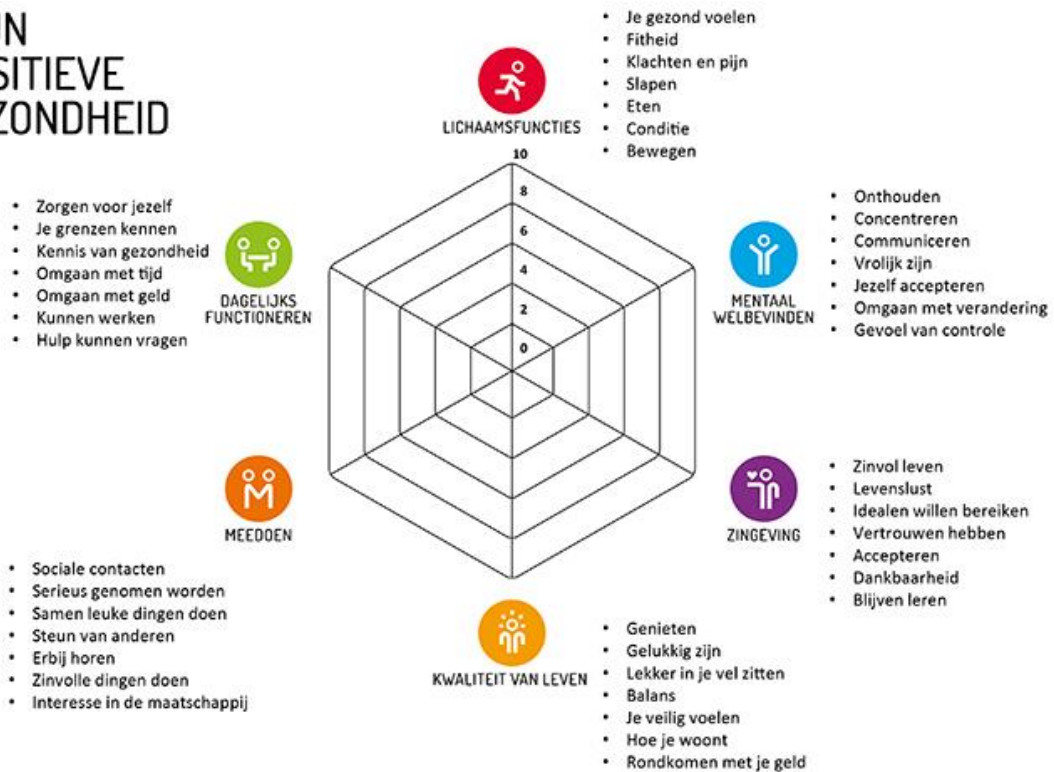 JN
SITIEVE
ZONDHEID
LICHAAMSFUNCTIES
• Je gezond voelen
• Fitheid
• Klachten en pijn
• Slapen
• Eten
• Conditie
• Bewegen
10
8
6
4
2
0
MENTAAL
WELBEVINDEN
• Onthouden
• Concentreren
• Communiceren
• Vrolijk zijn
• Jezelf accepteren
• Omgaan met verandering
• Gevoel van controle
ZINGEVING
• Zinvol leven
• Levenslust
• Idealen willen bereiken
• Vertrouwen hebben
• Accepteren
• Dankbaarheid
• Blijven leren
KWALITEIT VAN LEVEN
• Genieten
• Gelukkig zijn
• Lekker in je vel zitten
• Balans
• Je veilig voelen
• Hoe je woont
• Rondkomen met je geld
MEEDOEN
• Sociale contacten
• Serieus genomen worden
• Samen leuke dingen doen
• Steun van anderen
• Erbij horen
• Zinvolle dingen doen
• Interesse in de maatschappij
DAGELIJKS
FUNCTIONEREN
• Zorgen voor jezelf
• Je grenzen kennen
• Kennis van gezondheid
• Omgaan met tijd
• Omgaan met geld
• Kunnen werken
• Hulp kunnen vragen